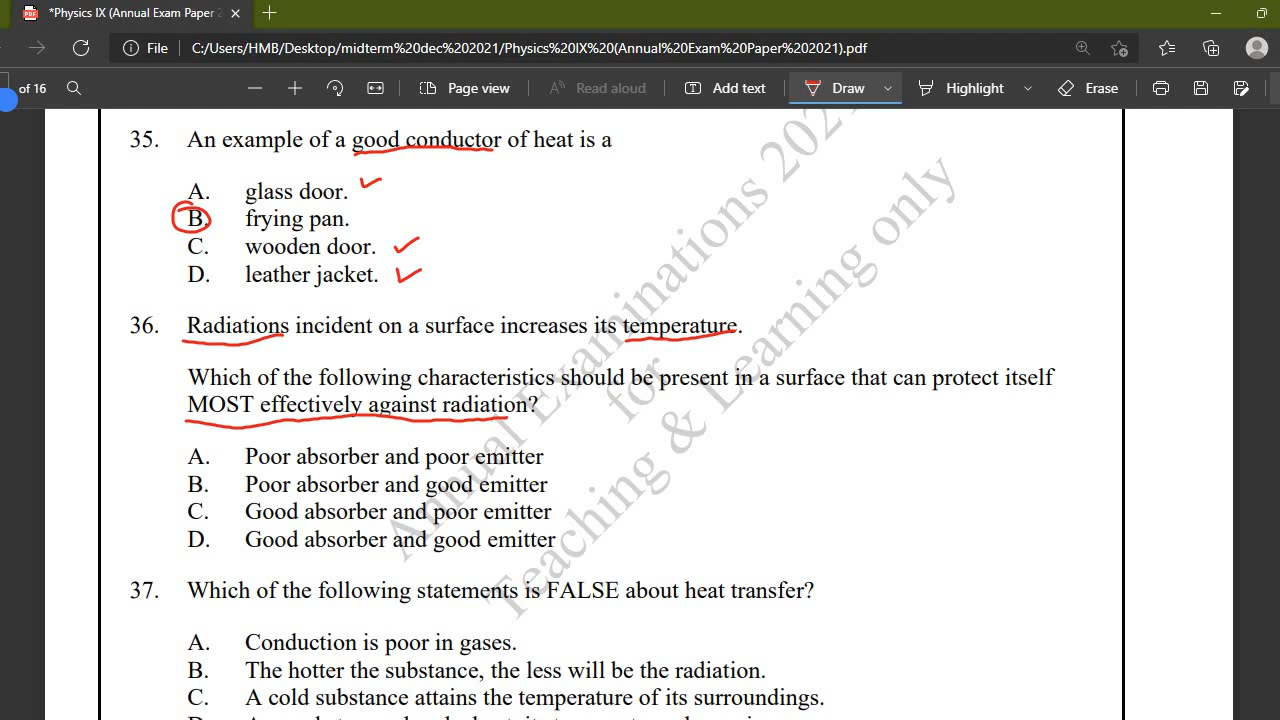 *Physics IX (Annual Exam Paper 2
File
C:/Users/HMB/Desktop/midterm%20dec%202021/Physics%20IX%20(Annual%20Exam%20Paper%202021).pdf
of 16
Page view
Read aloud
Add text
Draw
Highlight
Erase
35. An example of a good conductor of heat is a
A. glass door.
B. frying pan.
C. wooden door.
D. leather jacket.
36. Radiations incident on a surface increases its temperature.
Which of the following characteristics should be present in a surface that can protect itself
MOST effectively against radiation?
A. Poor absorber and poor emitter
B. Poor absorber and good emitter
C. Good absorber and poor emitter
D. Good absorber and good emitter
37. Which of the following statements is FALSE about heat transfer?
A. Conduction is poor in gases.
B. The hotter the substance, the less will be the radiation.
C. A cold substance attains the temperature of its surroundings.
Annual Examinations 2021
for
Teaching & Learning only